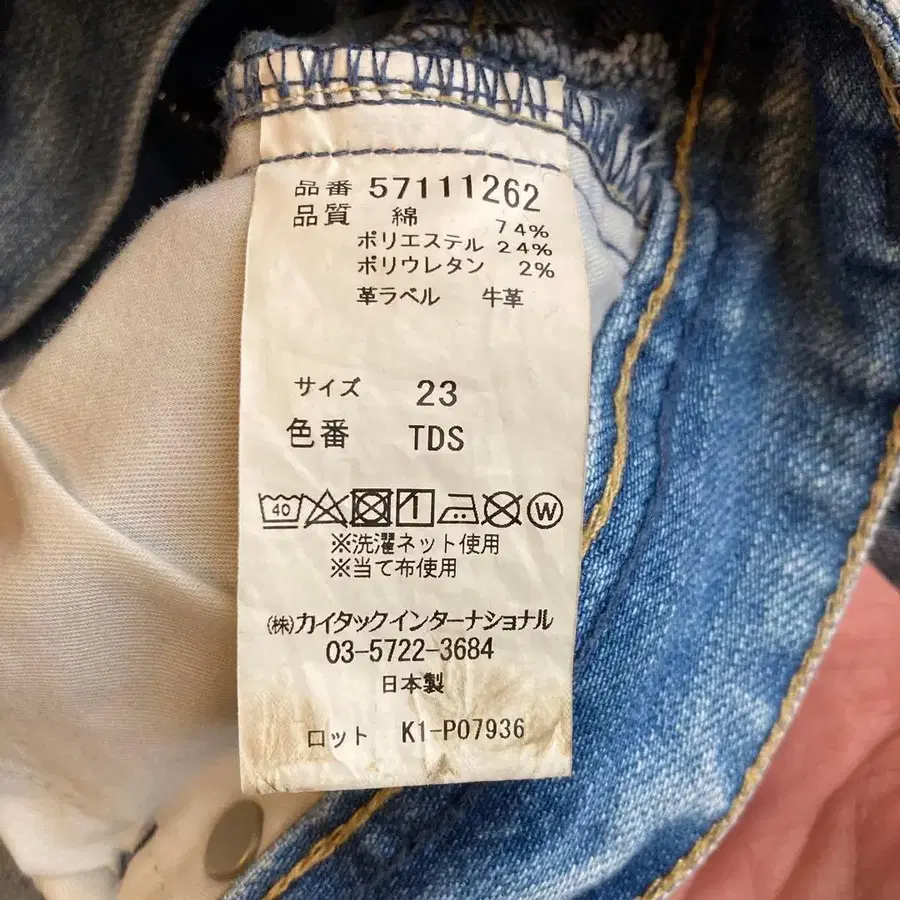 品番 57111262
品質 綿 74%
ポリエステル 24%
ポリウレタン 2%
革ラベル 牛革
サイズ 23
色番 TDS
40 W
※洗濯ネット使用
※当て布使用
㈱カイタックインターナショナル
03-5722-3684
日本製
ロット K1-P07936